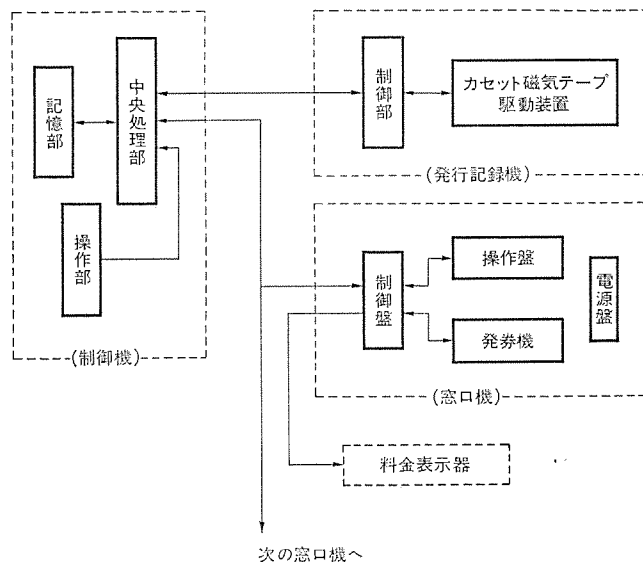 記憶部
中央処理部
操作部
(制御機)
制御部
カセット磁気テープ
駆動装置
(発行記録機)
制御盤
操作盤
発券機
電源盤
(窓口機)
料金表示器
次の窓口機へ